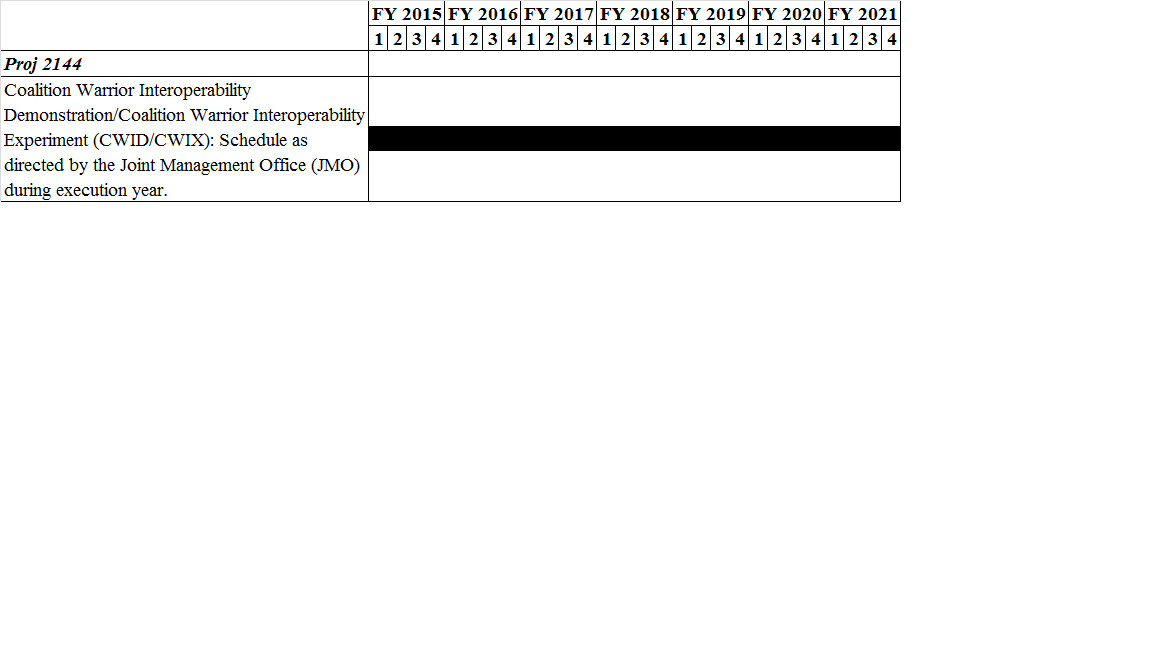 FY 2015 FY 2016 FY 2017 FY 2018 FY 2019 FY 2020 FY 2021
1 2 3 4 1 2 3 4 1 2 3 4 1 2 3 4 1 2 3 4 1 2 3 4 1 2 3 4
Proj 2144
Coalition Warrior Interoperability
Demonstration/Coalition Warrior Interoperability
Experiment (CWID/CWIX): Schedule as
directed by the Joint Management Office (JMO)
during execution year.